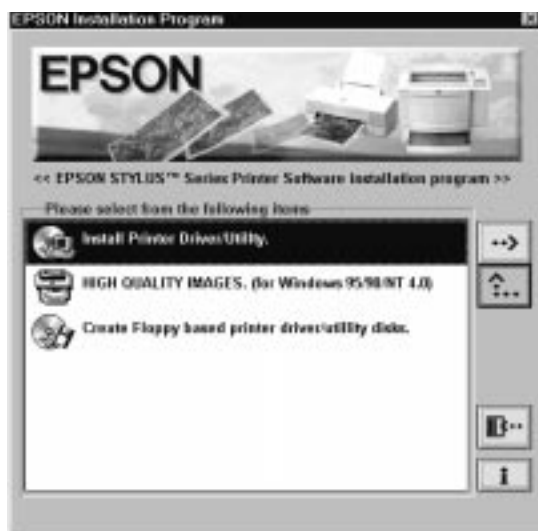 EPSON Installation Program
EPSON
<< EPSON STYLUS™ Series Printer Software Installation program >>
Please select from the following items
Install Printer Driver/Utility.
HIGH QUALITY IMAGES. (for Windows 95/98/NT 4.0)
Create Floppy based printer driver/utility disks.